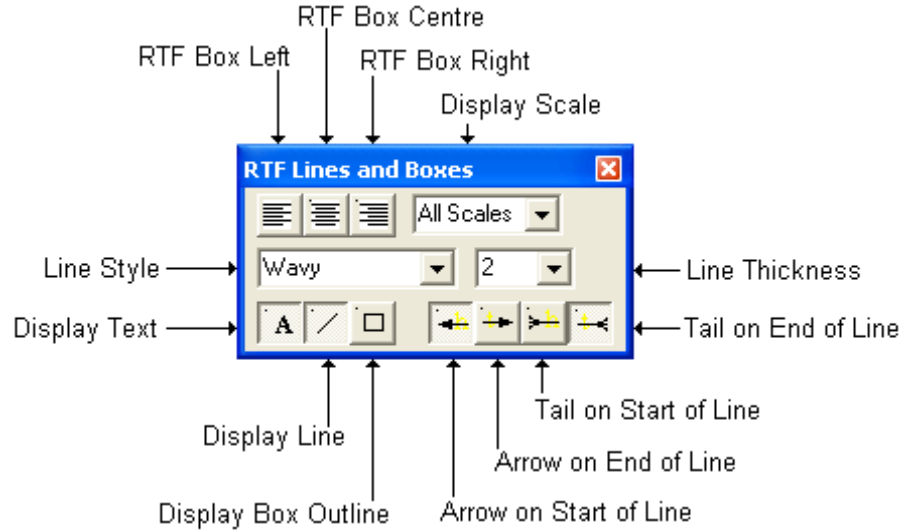 RTF Box Centre
RTF Box Left
RTF Box Right
Display Scale
RTF Lines and Boxes
All Scales
Line Style
Wavy
2
Line Thickness
Display Text
A
Tail on End of Line
Tail on Start of Line
Display Line
Arrow on End of Line
Display Box Outline
Arrow on Start of Line